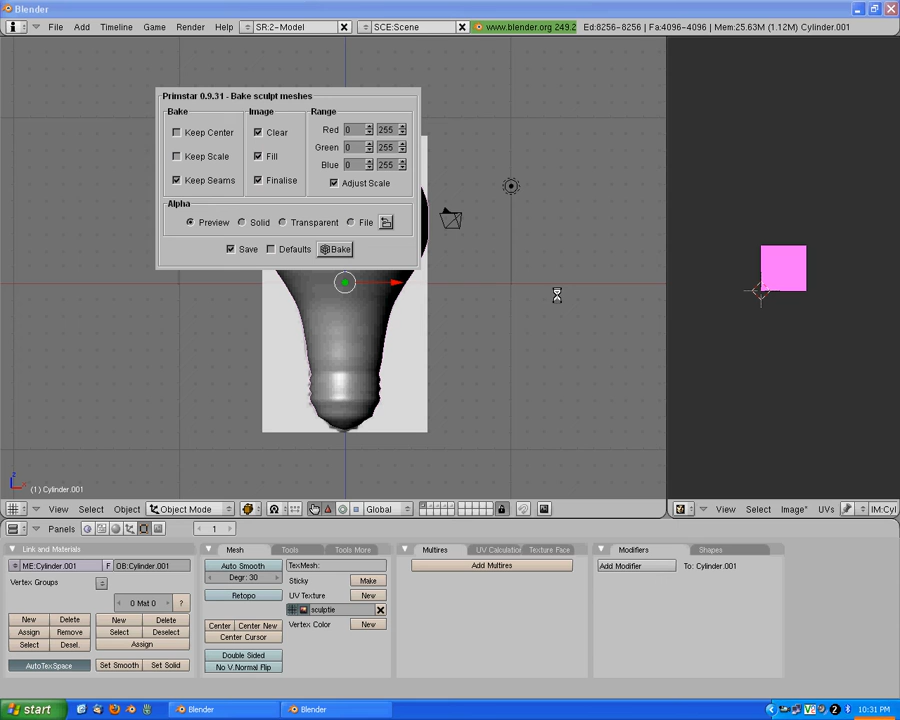 Blender
File Add Timeline Game Render Help SR:2-Model SCE:Scene www.blender.org 249.2 Ed:8256-8256 | Fa:4096-4096 | Mem:25.63M (1.12M) Cylinder.001
Primstar 0.9.31 - Bake sculpt meshes
Bake Image Range
Red 0 255
Keep Center Clear
Green 0 255
Keep Scale Fill
Blue 0 255
Keep Seams Finalise Adjust Scale
Alpha
Preview Solid Transparent File
Save Defaults Bake
z
x
(1) Cylinder.001
View Select Object Object Mode Global View Select Image* UVs IM:Cyl
Panels 1
Link and Materials Mesh Tools Tools More Multires UV Calculation Texture Face Modifiers Shapes
ME:Cylinder.001 F OB:Cylinder.001 Auto Smooth TexMesh: Add Multires Add Modifier To: Cylinder.001
Degr: 30
Vertex Groups Sticky Make
Retopo UV Texture New
0 Mat 0 ? sculptie
New Delete New Delete Center Center New Vertex Color New
Assign Remove Select Deselect Center Cursor
Select Desel. Assign
Double Sided
AutoTexSpace Set Smooth Set Solid No V.Normal Flip
start Blender Blender 2 10:31 PM